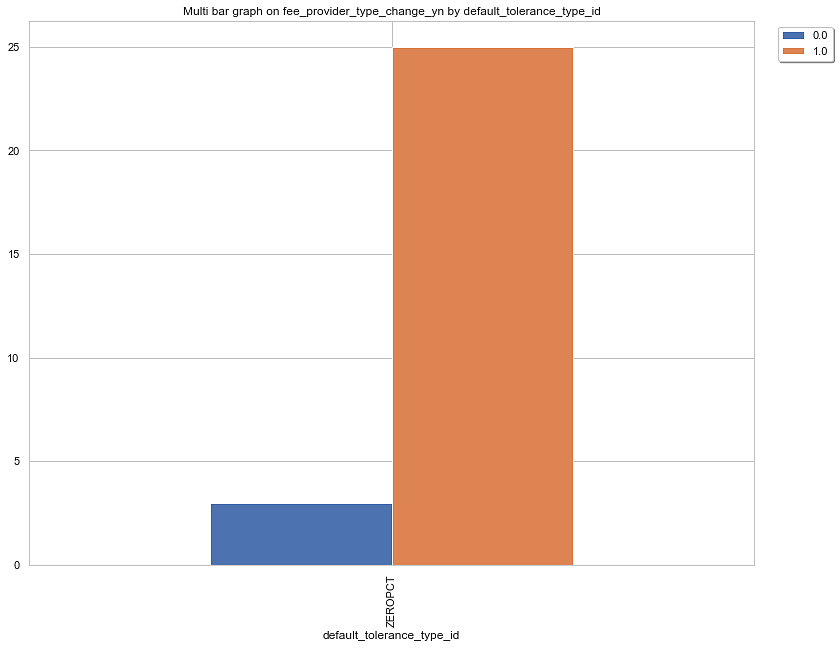 Multi bar graph on fee_provider_type_change_yn by default_tolerance_type_id
0.0
1.0
25
20
15
10
5
0
ZEROPCT
default_tolerance_type_id